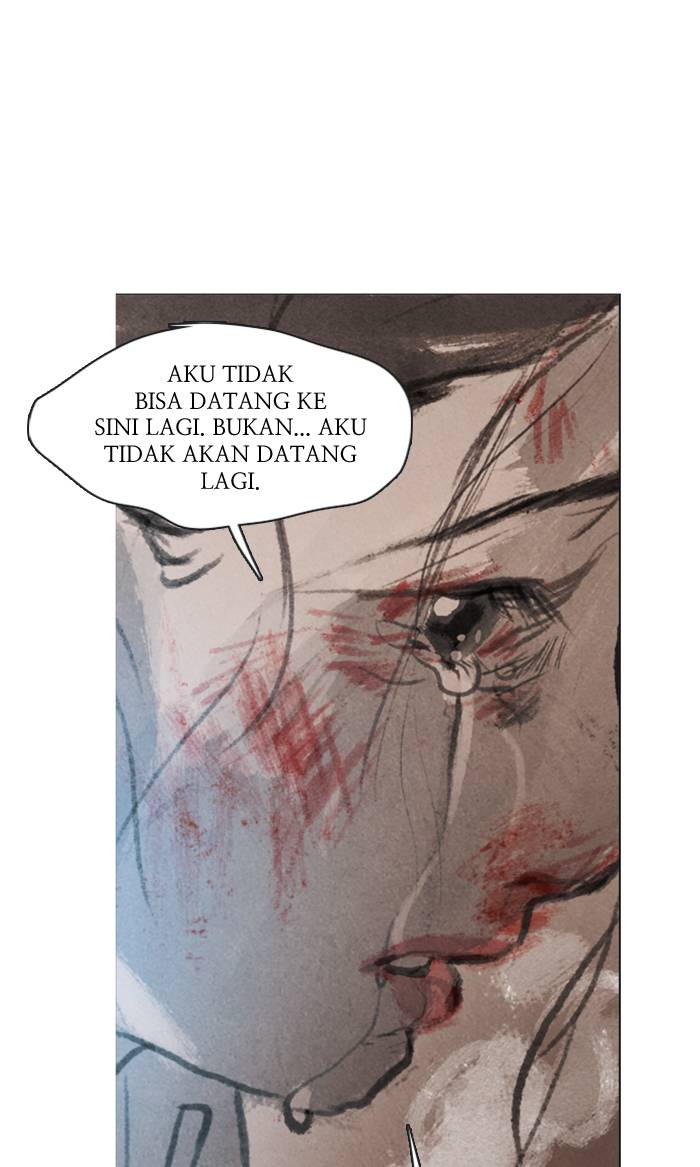 AKU TIDAK
BISA DATANG KE
SINI LAGI. BUKAN... AKU
TIDAK AKAN DATANG
LAGI.